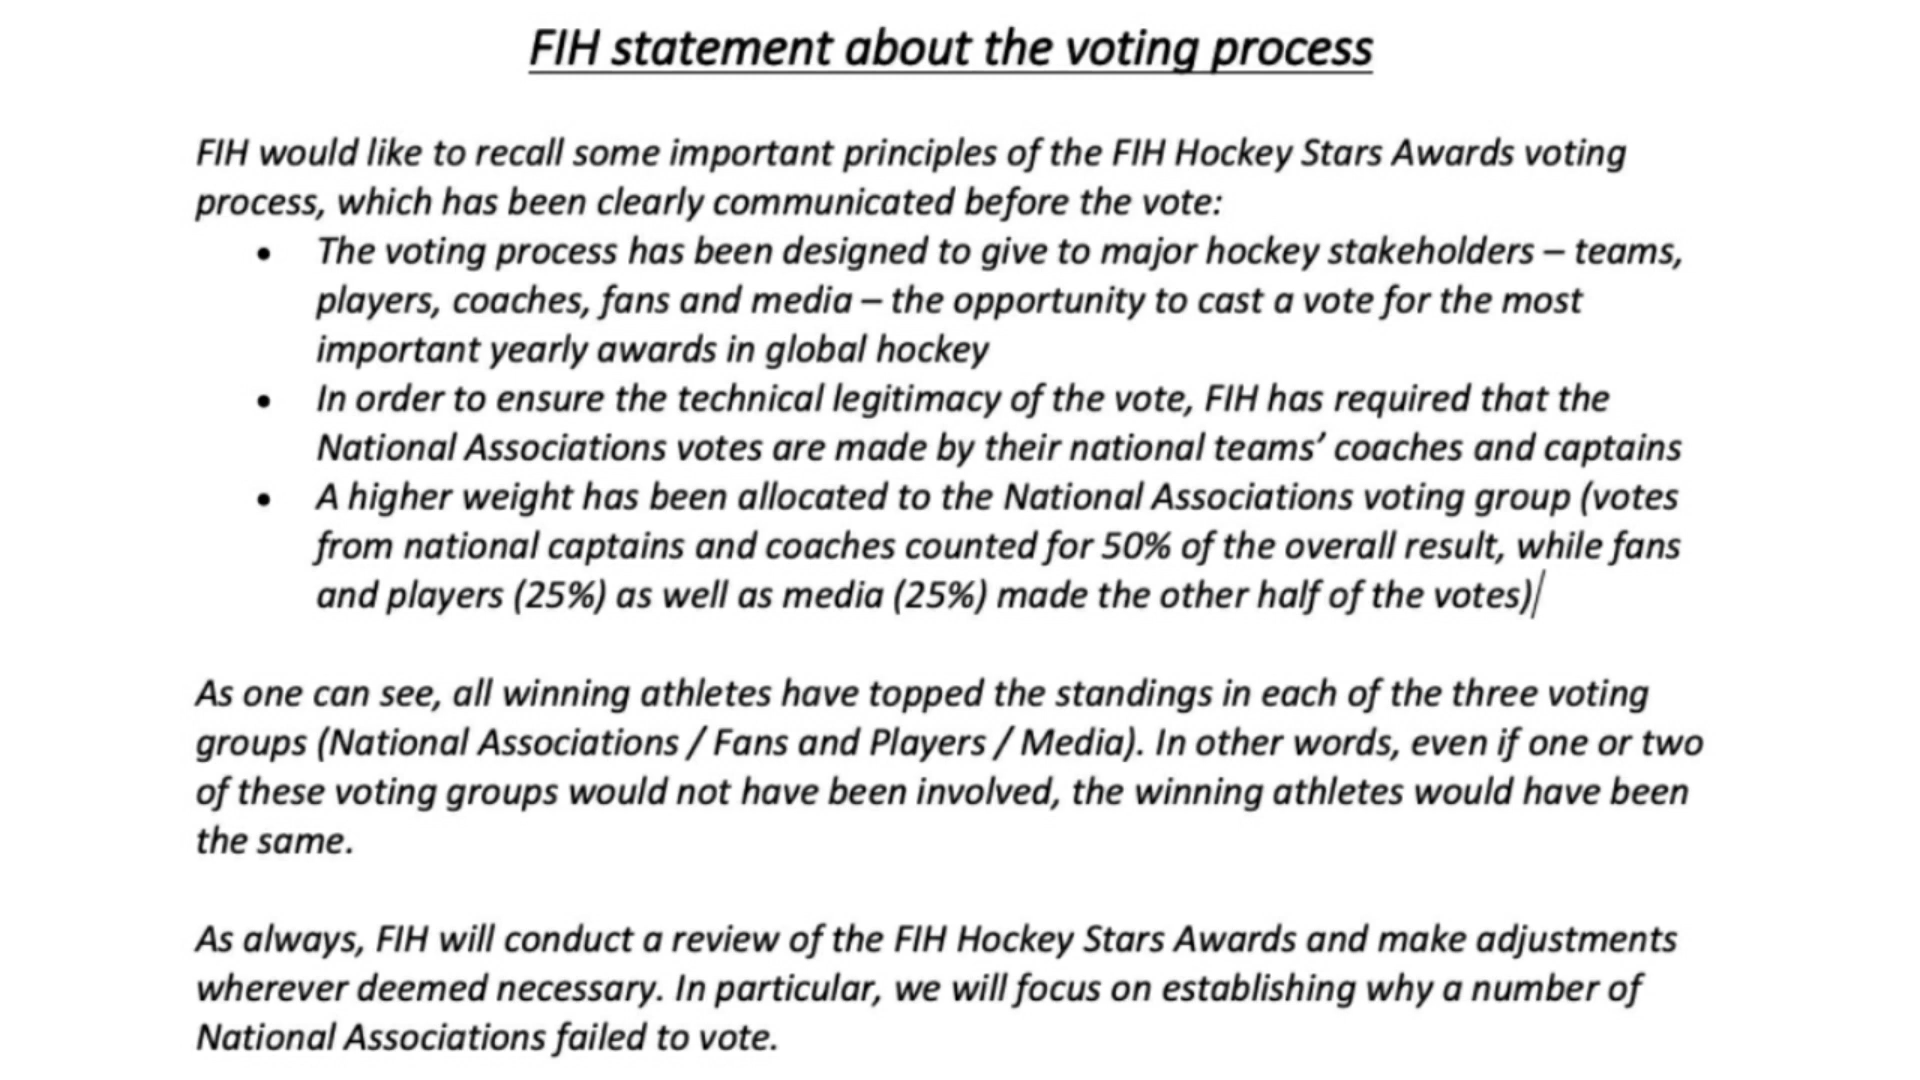 FIH statement about the voting process
FIH would like to recall some important principles of the FIH Hockey Stars Awards voting
process, which has been clearly communicated before the vote:
• The voting process has been designed to give to major hockey stakeholders – teams,
players, coaches, fans and media – the opportunity to cast a vote for the most
important yearly awards in global hockey
• In order to ensure the technical legitimacy of the vote, FIH has required that the
National Associations votes are made by their national teams’ coaches and captains
• A higher weight has been allocated to the National Associations voting group (votes
from national captains and coaches counted for 50% of the overall result, while fans
and players (25%) as well as media (25%) made the other half of the votes)
As one can see, all winning athletes have topped the standings in each of the three voting
groups (National Associations / Fans and Players / Media). In other words, even if one or two
of these voting groups would not have been involved, the winning athletes would have been
the same.
As always, FIH will conduct a review of the FIH Hockey Stars Awards and make adjustments
wherever deemed necessary. In particular, we will focus on establishing why a number of
National Associations failed to vote.